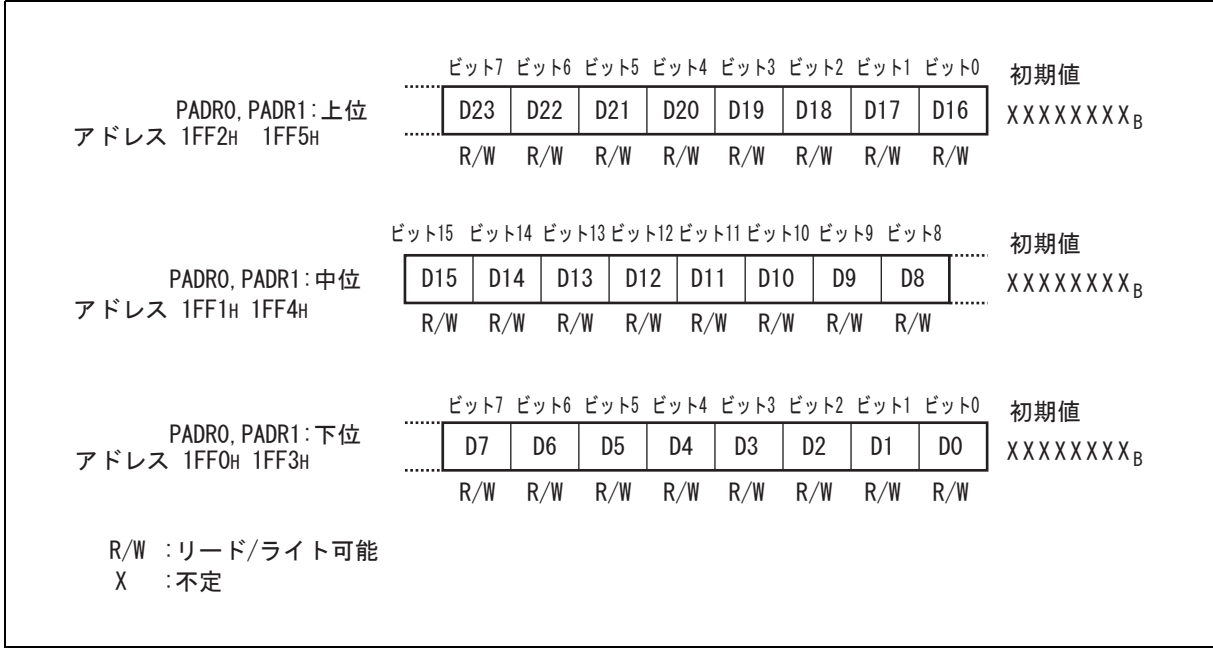 ビット7 ビット6 ビット5 ビット4 ビット3 ビット2 ビット1 ビット0 初期値
PADR0,PADR1:上位 D23 D22 D21 D20 D19 D18 D17 D16 XXXXXXXXB
アドレス 1FF2H 1FF5H
R/W R/W R/W R/W R/W R/W R/W R/W
ビット15 ビット14 ビット13 ビット12 ビット11 ビット10 ビット9 ビット8 初期値
PADR0,PADR1:中位 D15 D14 D13 D12 D11 D10 D9 D8 XXXXXXXXB
アドレス 1FF1H 1FF4H
R/W R/W R/W R/W R/W R/W R/W R/W
ビット7 ビット6 ビット5 ビット4 ビット3 ビット2 ビット1 ビット0 初期値
PADR0,PADR1:下位 D7 D6 D5 D4 D3 D2 D1 D0 XXXXXXXXB
アドレス 1FF0H 1FF3H
R/W R/W R/W R/W R/W R/W R/W R/W
R/W :リード/ライト可能
X :不定